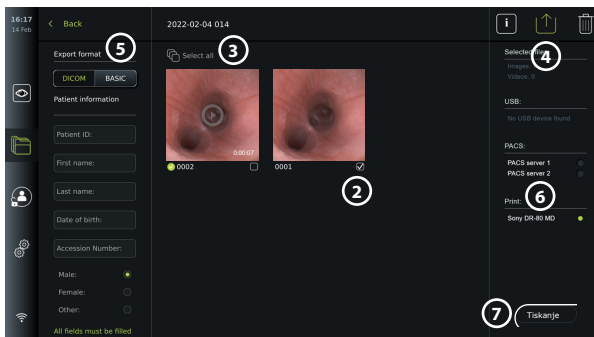 16:17
14 Feb
Back
2022-02-04 014
i
Export format
5
DICOM BASIC
Patient information
Patient ID:
First name:
Last name:
Date of birth:
Accession Number:
Male:
Female:
Other:
All fields must be filled
Select all
3
0:00:07
0002
0001
2
Selected files
4
Images:
Videos: 0
USB:
No USB device found
PACS:
PACS server 1
PACS server 2
Print:
6
Sony DR-80 MD
7
Tiskanje